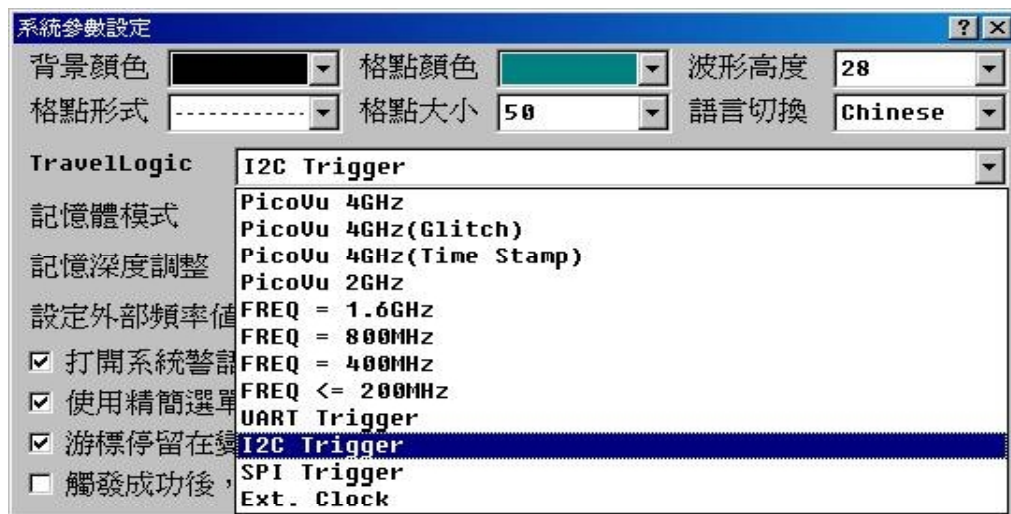 系統參數設定
背景顏色 格點顏色 波形高度 28
格點形式 格點大小 50 語言切換 Chinese
TravelLogic I2C Trigger
記憶體模式
記憶深度調整
設定外部頻率值
打開系統警語
使用精簡選單
游標停留在變
觸發成功後，
PicoVu 4GHz
PicoVu 4GHz(Glitch)
PicoVu 4GHz(Time Stamp)
PicoVu 2GHz
FREQ = 1.6GHz
FREQ = 800MHz
FREQ = 400MHz
FREQ <= 200MHz
UART Trigger
I2C Trigger
SPI Trigger
Ext. Clock